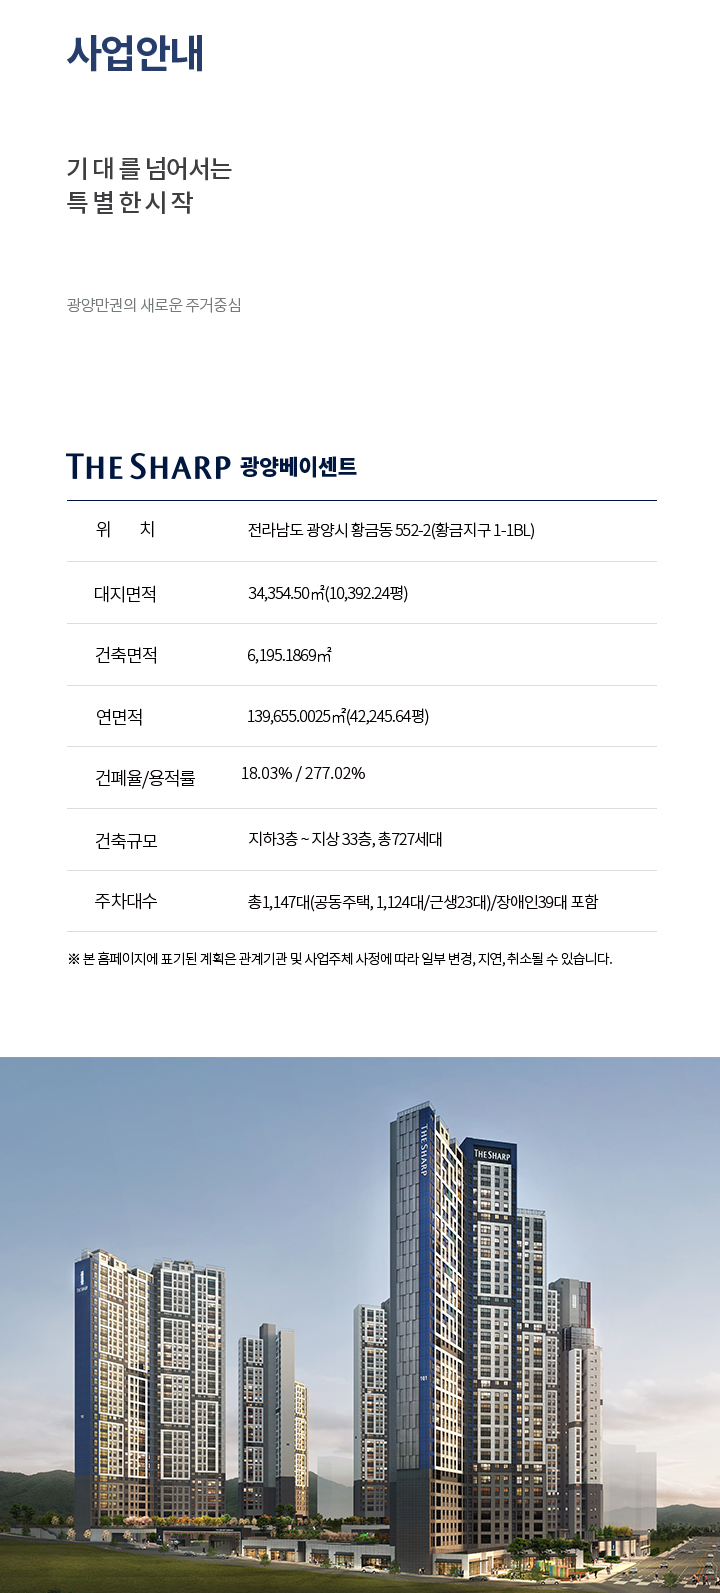 사업안내
기대를 넘어서는
특별한 시작
광양만권의 새로운 주거중심
THE SHARP 광양베이센트
위 치 전라남도 광양시 황금동 552-2(황금지구 1-1BL)
대지면적 34,354.50㎡(10,392.24평)
건축면적 6,195.1869㎡
연면적 139,655.0025㎡(42,245.64평)
건폐율/용적률 18.03% / 277.02%
건축규모 지하3층 ~ 지상 33층, 총727세대
주차대수 총1,147대(공동주택, 1,124대/근생23대)/장애인39대 포함
※ 본 홈페이지에 표기된 계획은 관계기관 및 사업주체 사정에 따라 일부 변경, 지연, 취소될 수 있습니다.
THE SHARP
THE SHARP
THE SHARP
101